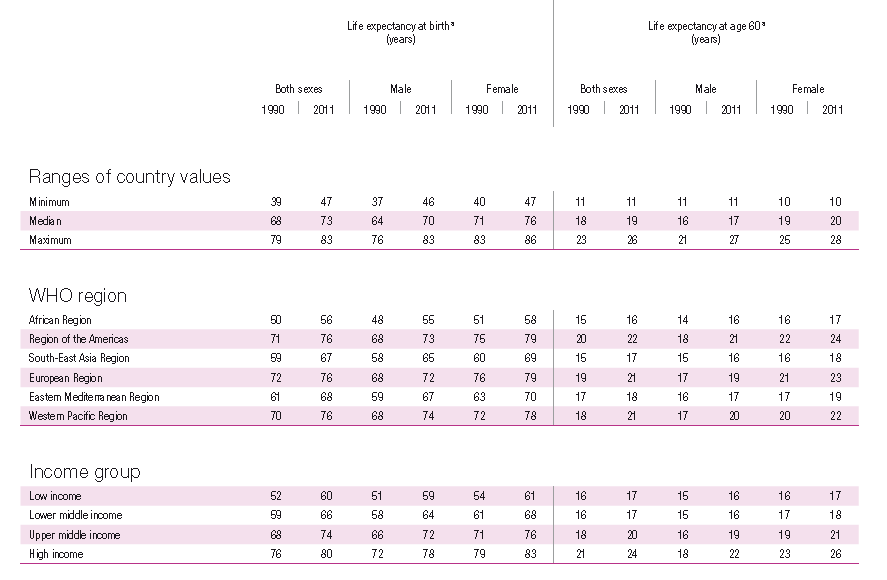 Life expectancy at birthª Life expectancy at age 60ª
(years) (years)
Both sexes Male Female Both sexes Male Female
1990 2011 1990 2011 1990 2011 1990 2011 1990 2011 1990 2011
Ranges of country values
Minimum 39 47 37 46 40 47 11 11 11 11 10 10
Median 68 73 64 70 71 76 18 19 16 17 19 20
Maximum 79 83 76 83 83 86 23 26 21 27 25 28
WHO region
African Region 50 56 48 55 51 58 15 16 14 16 16 17
Region of the Americas 71 76 68 73 75 79 20 22 18 21 22 24
South-East Asia Region 59 67 58 65 60 69 15 17 15 16 16 18
European Region 72 76 68 72 76 79 19 21 17 19 21 23
Eastern Mediterranean Region 61 68 59 67 63 70 17 18 16 17 17 19
Western Pacific Region 70 76 68 74 72 78 18 21 17 20 20 22
Income group
Low income 52 60 51 59 54 61 16 17 15 16 16 17
Lower middle income 59 66 58 64 61 68 16 17 15 16 17 18
Upper middle income 68 74 66 72 71 76 18 20 16 19 19 21
High income 76 80 72 78 79 83 21 24 18 22 23 26